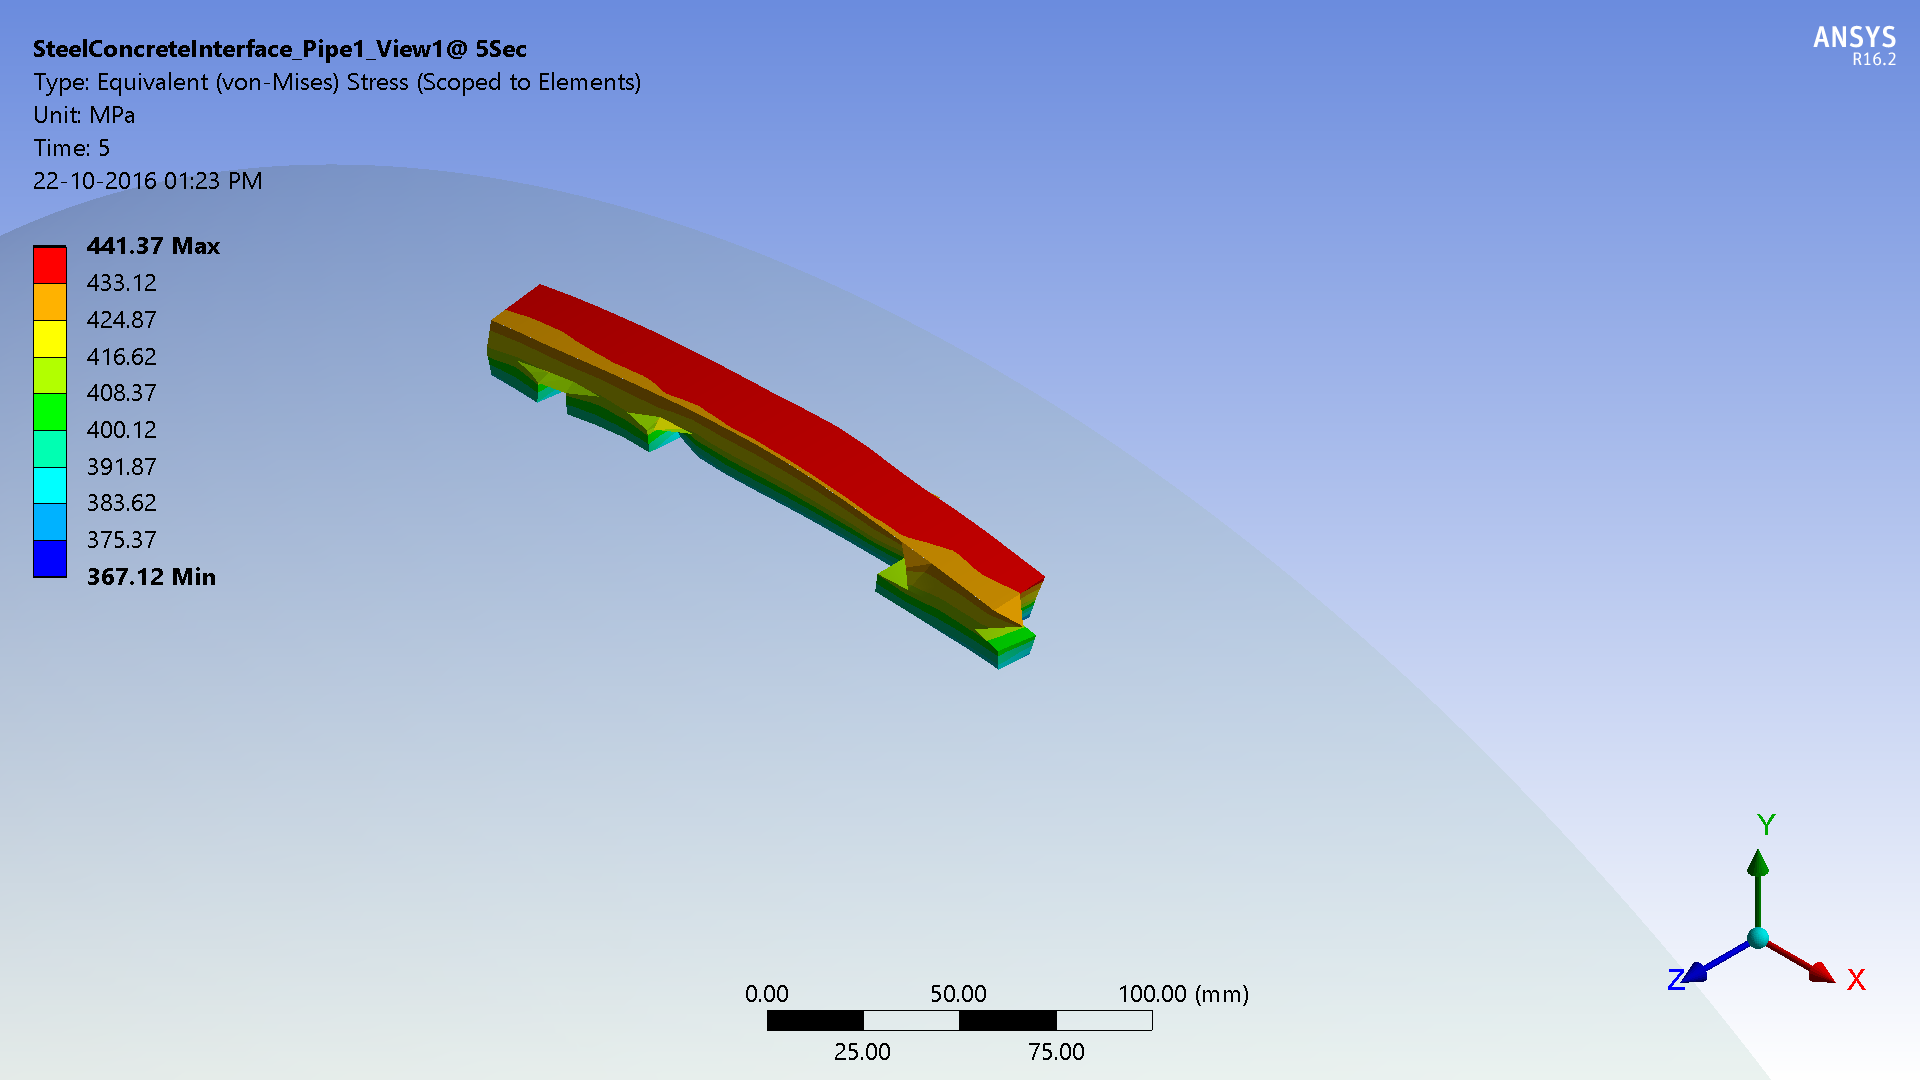 SteelConcreteInterface_Pipe1_View1@ 5Sec
Type: Equivalent (von-Mises) Stress (Scoped to Elements)
Unit: MPa
Time: 5
22-10-2016 01:23 PM
ANSYS
R16.2
441.37 Max
433.12
424.87
416.62
408.37
400.12
391.87
383.62
375.37
367.12 Min
Y
Z
X
0.00 50.00 100.00 (mm)
25.00 75.00